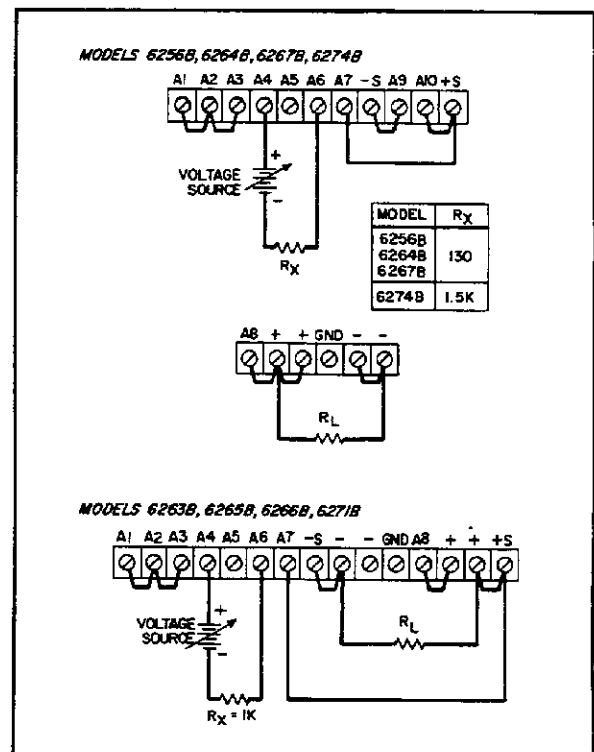 MODELS 6256B, 6264B, 6267B, 6274B
A1 A2 A3 A4 A5 A6 A7 -S A9 A10 +S
+
VOLTAGE
SOURCE
-
RX
MODEL RX
6256B
6264B 130
6267B
6274B 1.5K
A8 + + GND - -
RL
MODELS 6263B, 6265B, 6266B, 6271B
A1 A2 A3 A4 A5 A6 A7 -S - - GND A8 + + +S
+
VOLTAGE
SOURCE
-
RL
RX = 1K